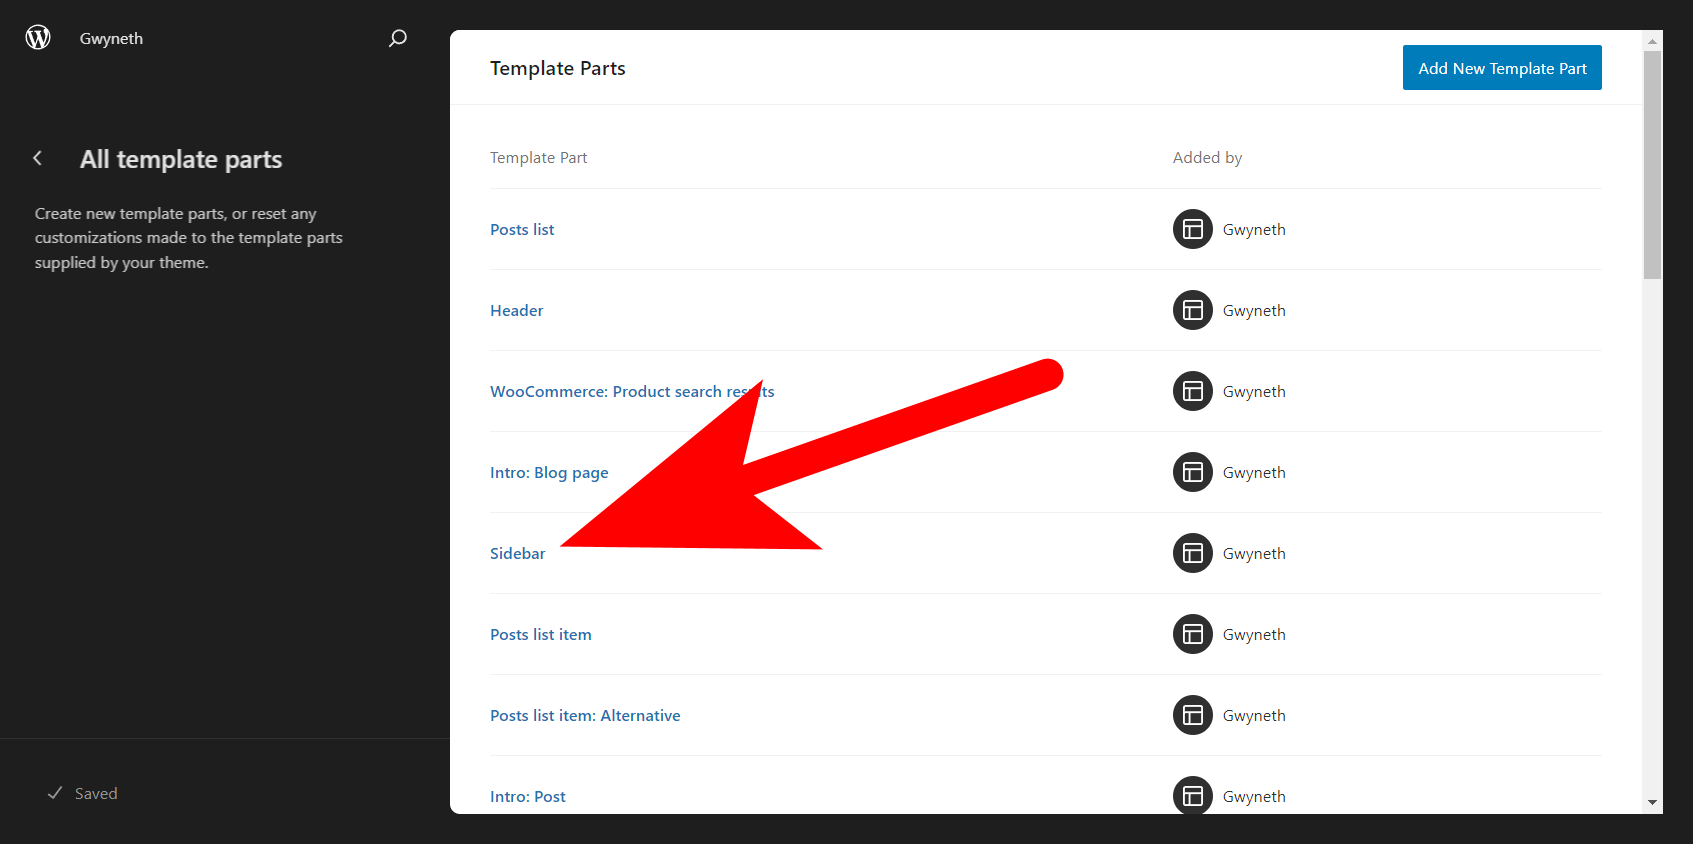 Gwyneth
All template parts
Create new template parts, or reset any
customizations made to the template parts
supplied by your theme.
Saved
Template Parts
Add New Template Part
Template Part Added by
Posts list Gwyneth
Header Gwyneth
WooCommerce: Product search results Gwyneth
Intro: Blog page Gwyneth
Sidebar Gwyneth
Posts list item Gwyneth
Posts list item: Alternative Gwyneth
Intro: Post Gwyneth